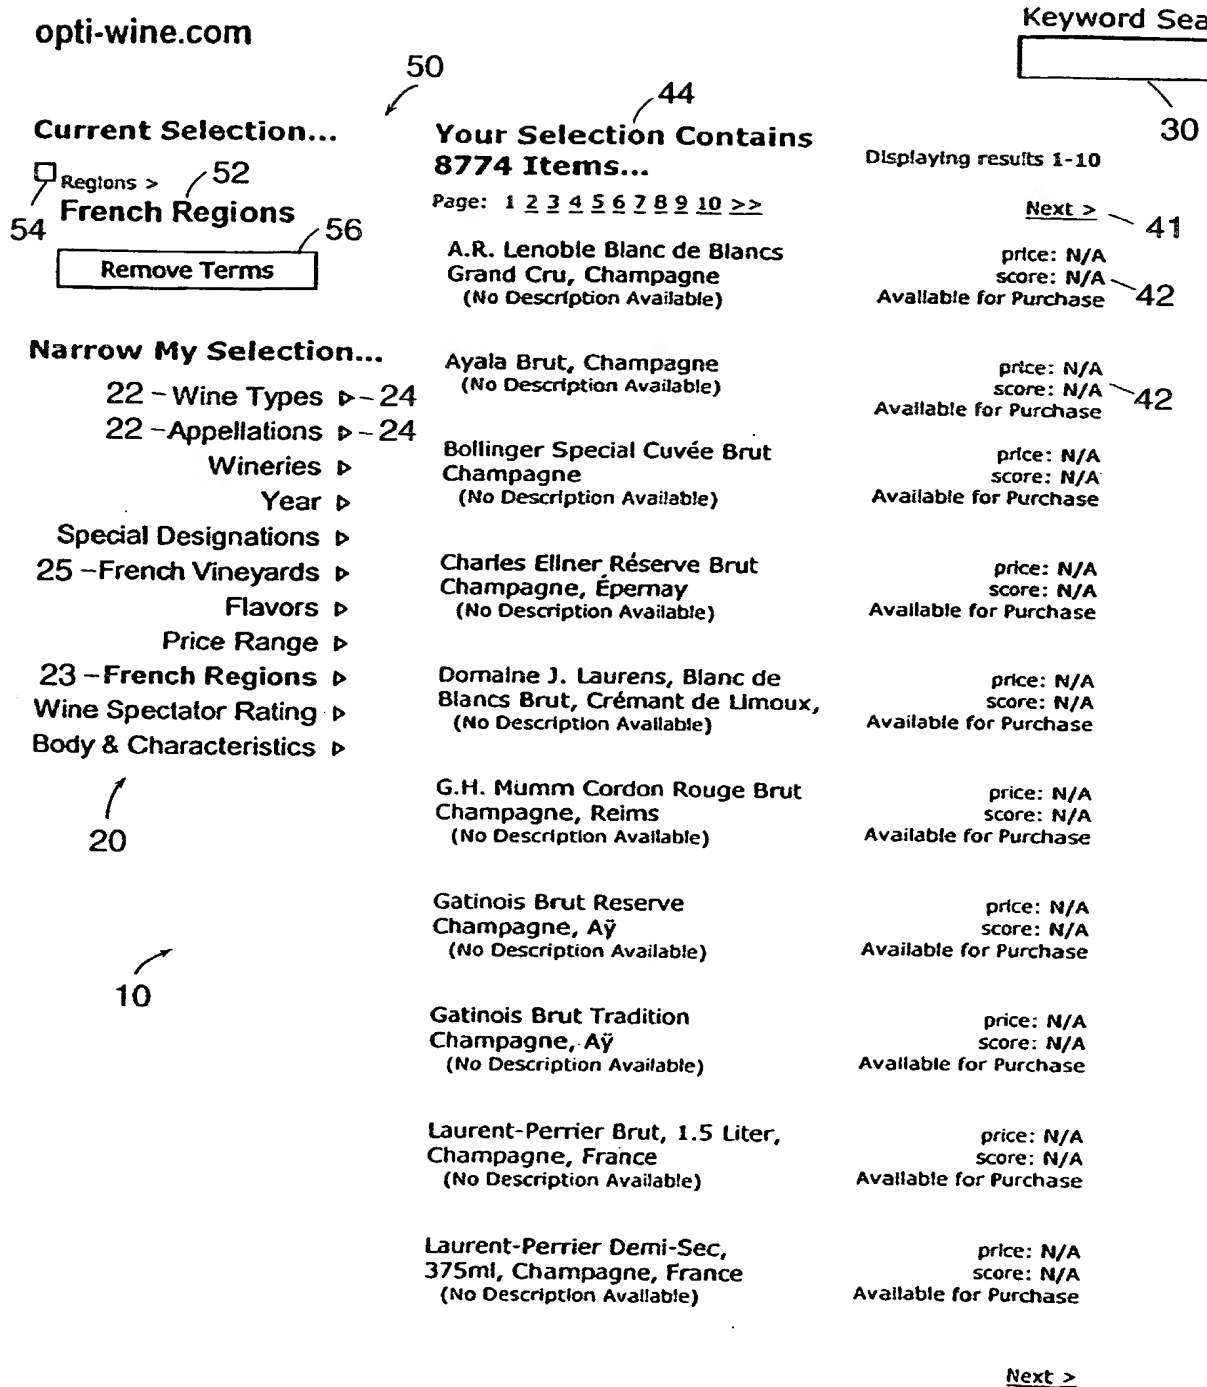 opti-wine.com
Keyword Sea
30
50
Current Selection...
Regions >
52
French Regions
54
56
Remove Terms
Narrow My Selection...
22 – Wine Types ▷ – 24
22 – Appellations ▷ – 24
Wineries ▷
Year ▷
Special Designations ▷
25 – French Vineyards ▷
Flavors ▷
Price Range ▷
23 – French Regions ▷
Wine Spectator Rating ▷
Body & Characteristics ▷
20
10
44
Your Selection Contains
8774 Items...
Displaying results 1-10
Page: 1 2 3 4 5 6 7 8 9 10 >>
Next >
41
A.R. Lenoble Blanc de Blancs
Grand Cru, Champagne
(No Description Available)
price: N/A
score: N/A
42
Available for Purchase
Ayala Brut, Champagne
(No Description Available)
price: N/A
score: N/A
42
Available for Purchase
Bollinger Special Cuvée Brut
Champagne
(No Description Available)
price: N/A
score: N/A
Available for Purchase
Charles Ellner Réserve Brut
Champagne, Épernay
(No Description Available)
price: N/A
score: N/A
Available for Purchase
Domaine J. Laurens, Blanc de
Blancs Brut, Crémant de Limoux,
(No Description Available)
price: N/A
score: N/A
Available for Purchase
G.H. Mumm Cordon Rouge Brut
Champagne, Reims
(No Description Available)
price: N/A
score: N/A
Available for Purchase
Gatinois Brut Reserve
Champagne, Aÿ
(No Description Available)
price: N/A
score: N/A
Available for Purchase
Gatinois Brut Tradition
Champagne, Aÿ
(No Description Available)
price: N/A
score: N/A
Available for Purchase
Laurent-Perrier Brut, 1.5 Liter,
Champagne, France
(No Description Available)
price: N/A
score: N/A
Available for Purchase
Laurent-Perrier Demi-Sec,
375ml, Champagne, France
(No Description Available)
price: N/A
score: N/A
Available for Purchase
Next >